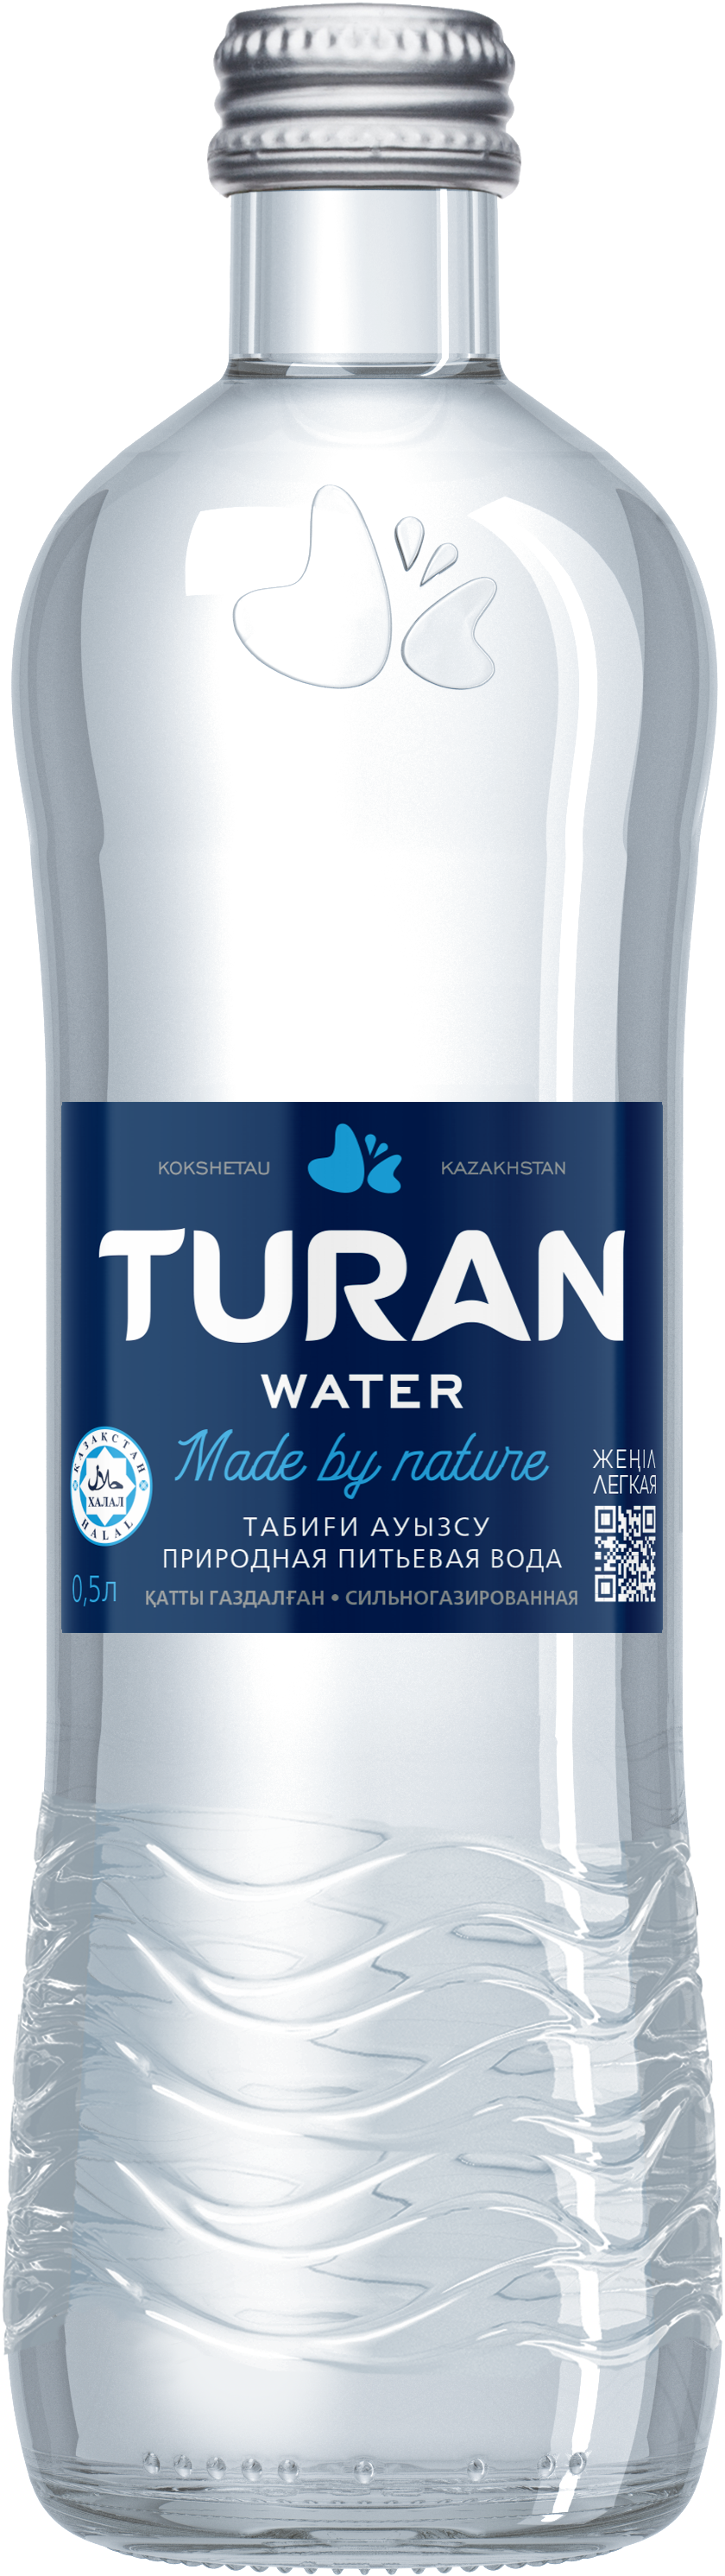 KOKSHETAU KAZAKHSTAN
TURAN
WATER
Made by nature
ҚАЗАҚСТАН
حلال
ХАЛАЛ
HALAL
ЖЕҢІЛ
ЛЕГКАЯ
ТАБИҒИ АУЫЗСУ
ПРИРОДНАЯ ПИТЬЕВАЯ ВОДА
0,5л
ҚАТТЫ ГАЗДАЛҒАН • СИЛЬНОГАЗИРОВАННАЯ